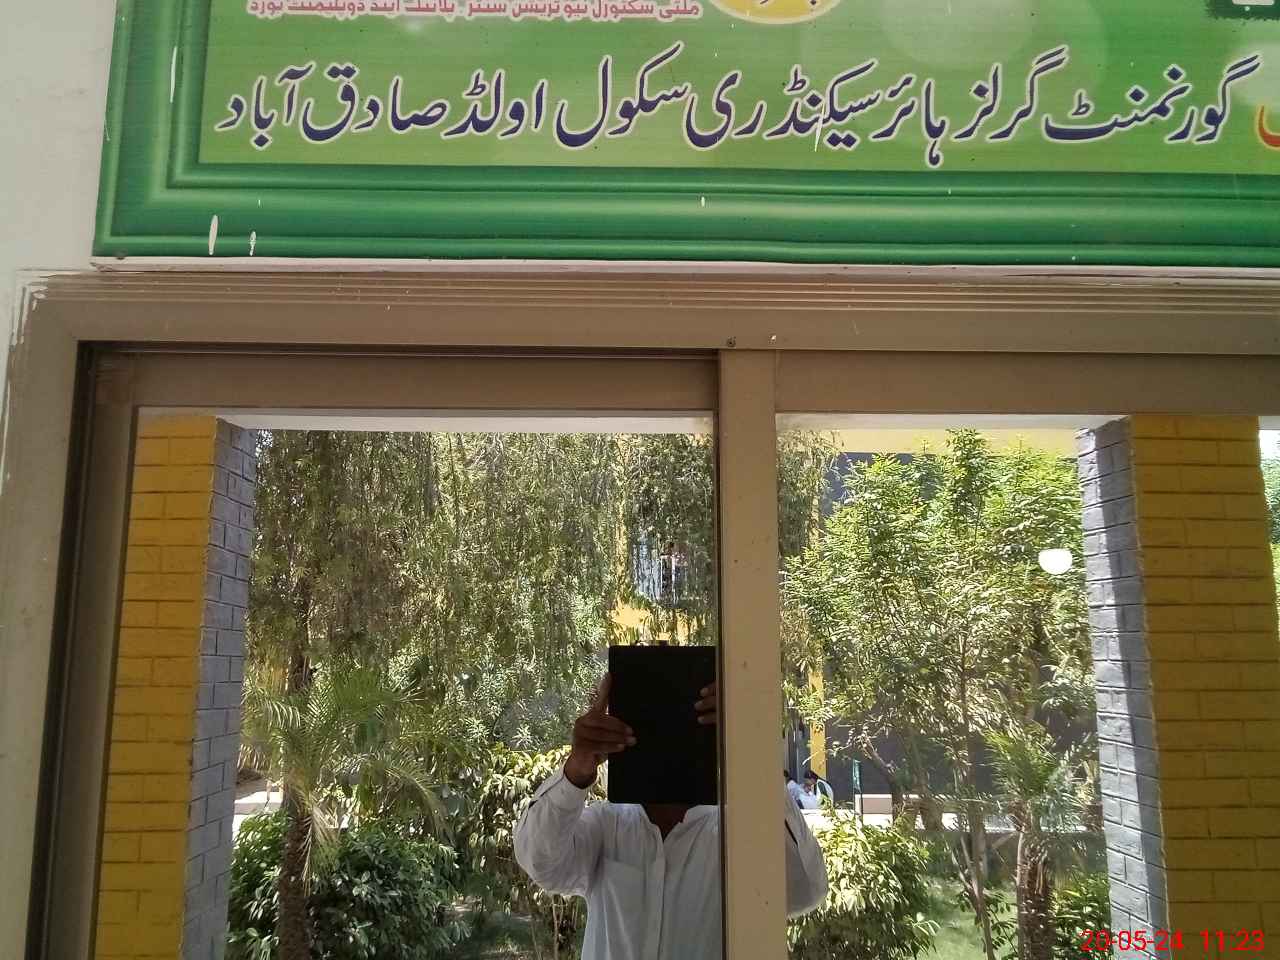 ملٹی سیکٹورل نیوٹریشن سنٹر۔ پلاننگ اینڈ ڈویلپمنٹ بورڈ
گورنمنٹ گرلز ہائر سیکنڈری سکول اولڈ صادق آباد
20-05-24 11:23